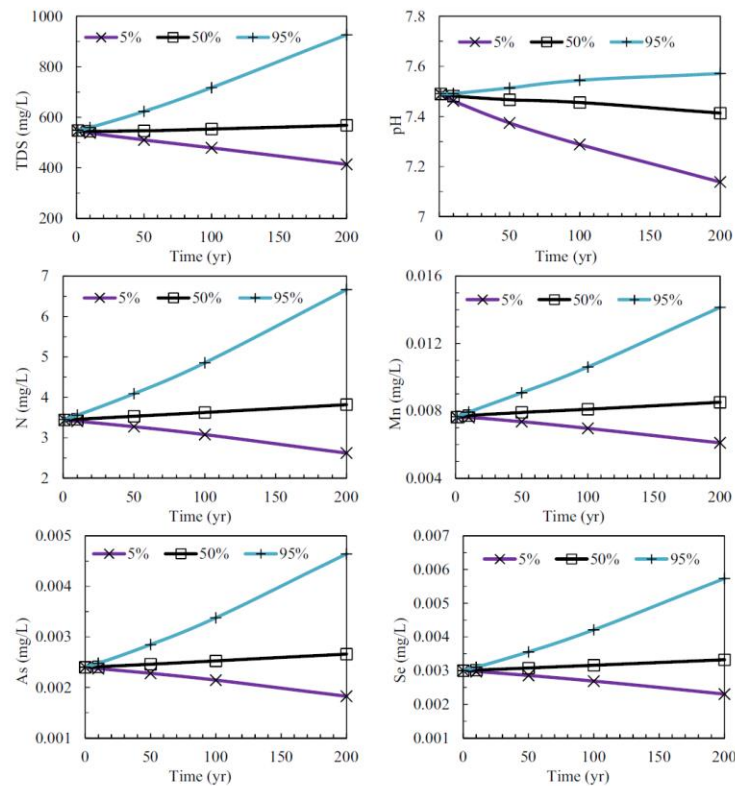 1000
800
600
400
200
TDS (mg/L)
5% 50% 95%
0 50 100 150 200
Time (yr)
7.8
7.6
7.4
7.2
7
pH
5% 50% 95%
0 50 100 150 200
Time (yr)
7
6
5
4
3
2
N (mg/L)
5% 50% 95%
0 50 100 150 200
Time (yr)
0.016
0.012
0.008
0.004
Mn (mg/L)
5% 50% 95%
0 50 100 150 200
Time (yr)
0.005
0.004
0.003
0.002
0.001
As (mg/L)
5% 50% 95%
0 50 100 150 200
Time (yr)
0.007
0.006
0.005
0.004
0.003
0.002
0.001
Se (mg/L)
5% 50% 95%
0 50 100 150 200
Time (yr)